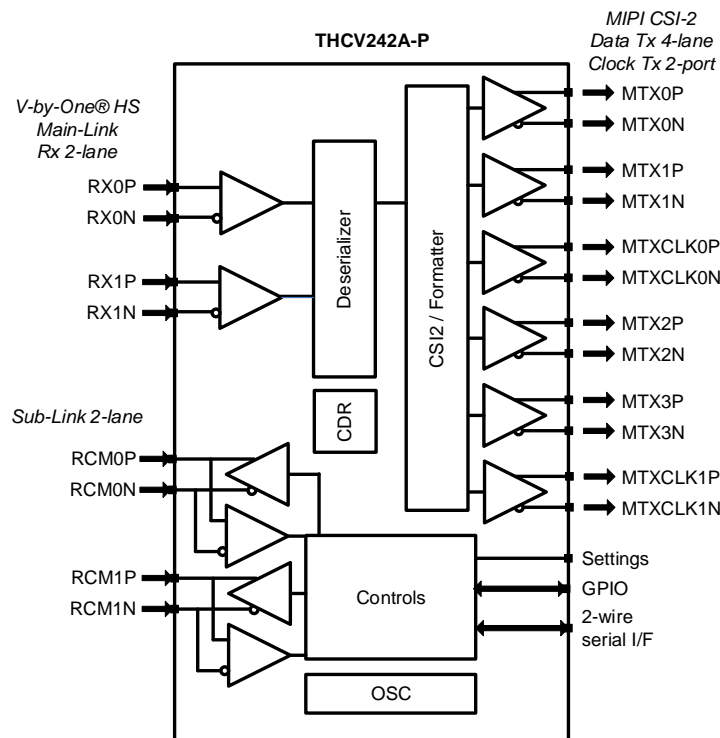 THCV242A-P
MIPI CSI-2
Data Tx 4-lane
Clock Tx 2-port
V-by-One® HS
Main-Link
Rx 2-lane
RX0P
RX0N
RX1P
RX1N
Sub-Link 2-lane
RCM0P
RCM0N
RCM1P
RCM1N
Deserializer
CDR
CSI2 / Formatter
Controls
OSC
MTX0P
MTX0N
MTX1P
MTX1N
MTXCLK0P
MTXCLK0N
MTX2P
MTX2N
MTX3P
MTX3N
MTXCLK1P
MTXCLK1N
Settings
GPIO
2-wire
serial I/F